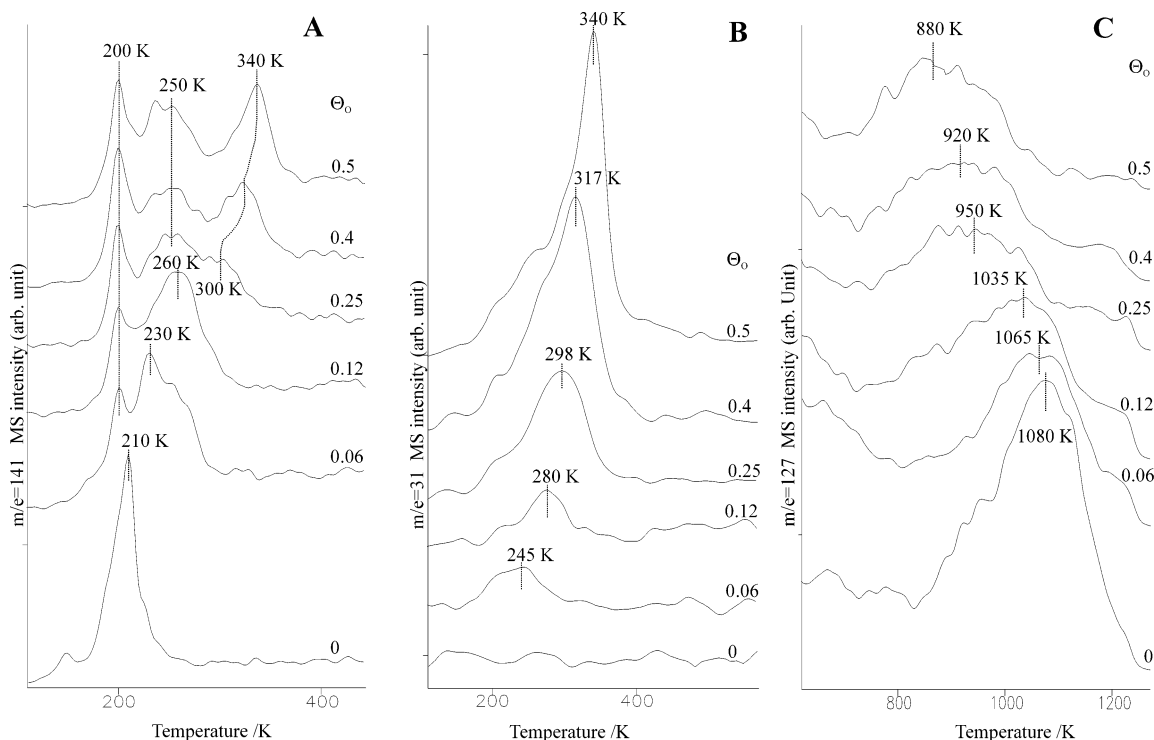 A
200 K
340 K
250 K
Θo
0.5
0.4
260 K
300 K
0.25
230 K
0.12
210 K
0.06
0
m/e=141 MS intensity (arb. unit)
200
400
Temperature /K
B
340 K
317 K
Θo
0.5
298 K
0.4
0.25
280 K
0.12
245 K
0.06
0
m/e=31 MS intensity (arb. unit)
200
400
Temperature /K
C
880 K
Θo
920 K
0.5
950 K
0.4
1035 K
0.25
1065 K
0.12
1080 K
0.06
0
m/e=127 MS intensity (arb. Unit)
800
1000
1200
Temperature /K